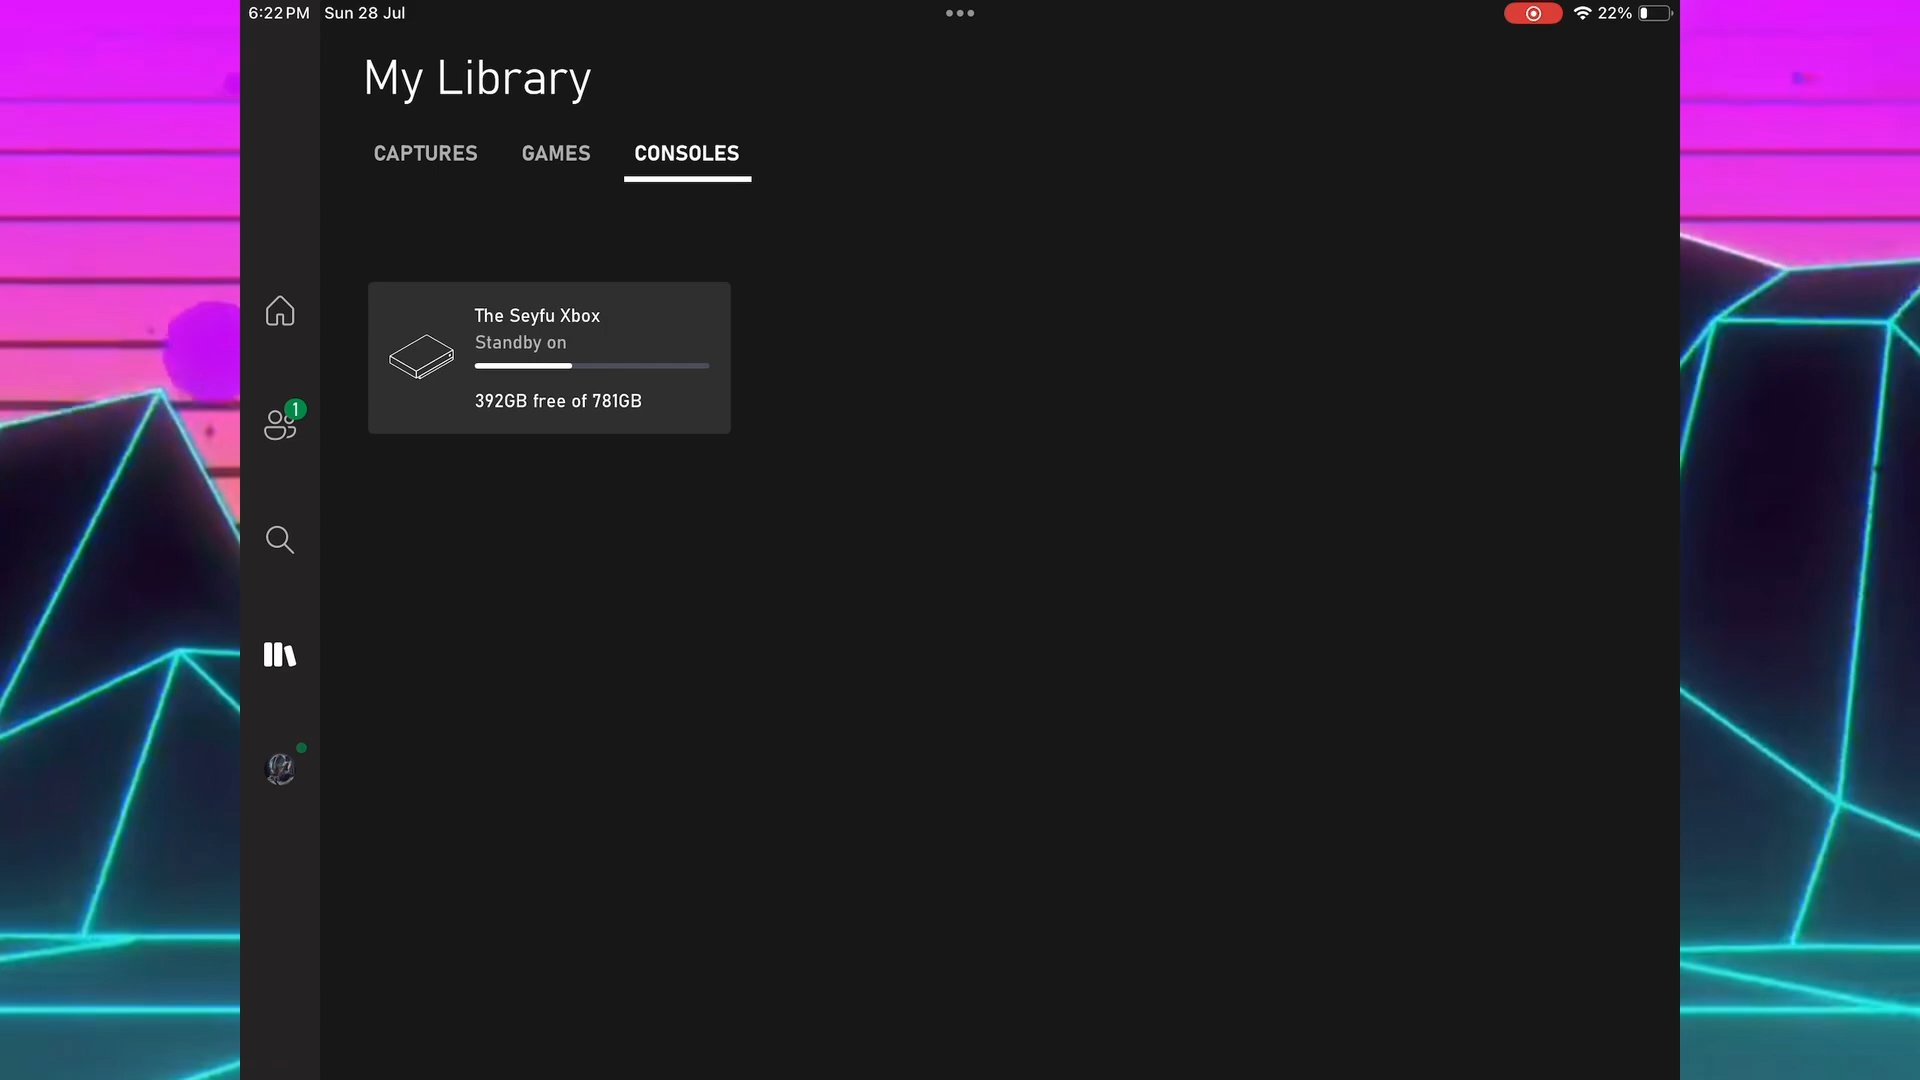 6:22 PM Sun 28 Jul
22%
My Library
CAPTURES GAMES CONSOLES
The Seyfu Xbox
Standby on
392GB free of 781GB
1